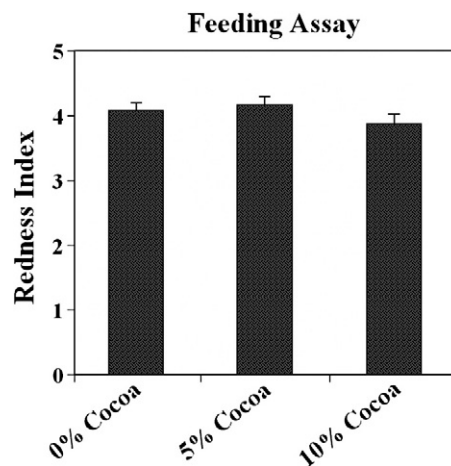 Feeding Assay
Redness Index
5
4
3
2
1
0
0% Cocoa
5% Cocoa
10% Cocoa